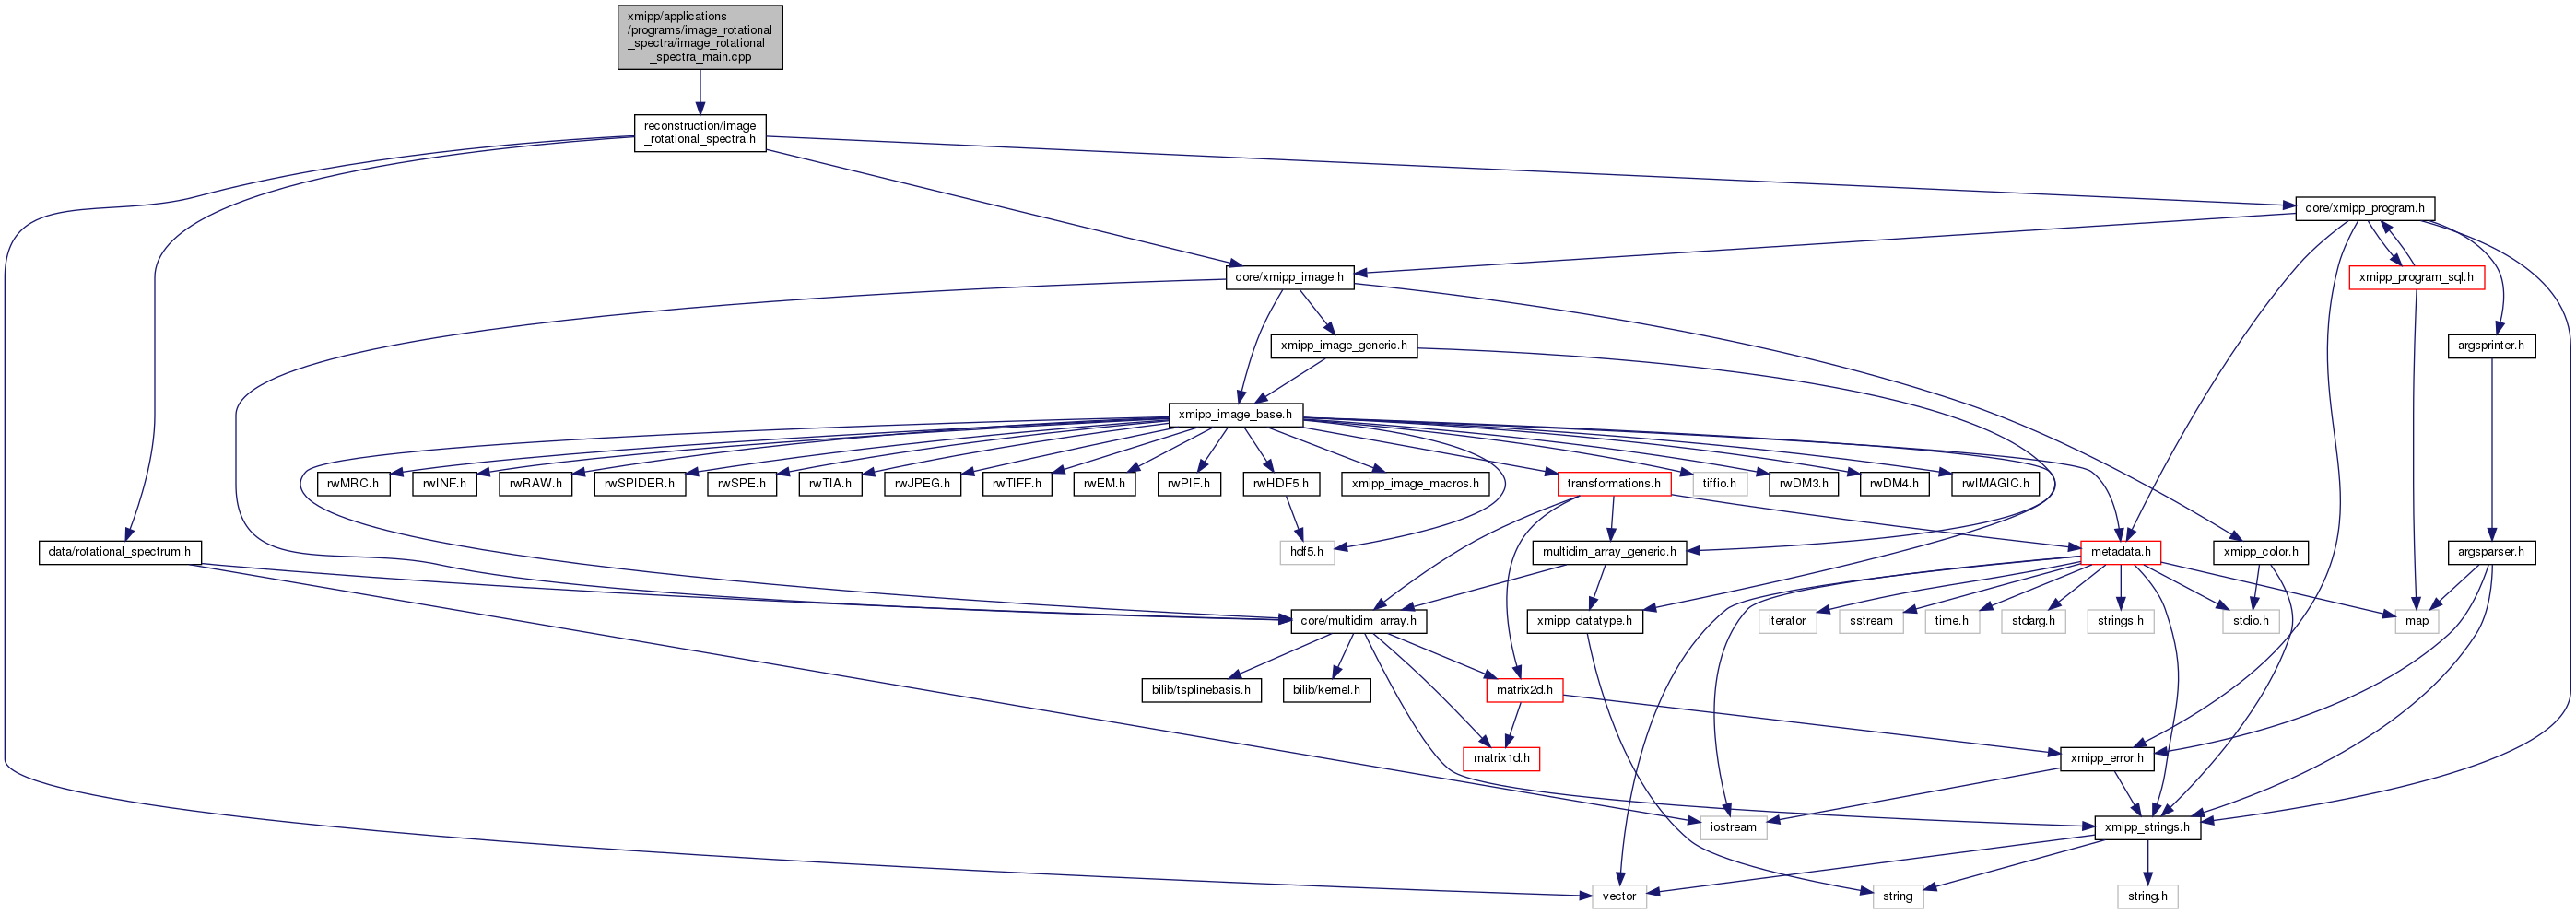 xmipp/applications
/programs/image_rotational
_spectra/image_rotational
_spectra_main.cpp
reconstruction/image
_rotational_spectra.h
core/xmipp_program.h
core/xmipp_image.h
xmipp_program_sql.h
xmipp_image_generic.h
argsprinter.h
xmipp_image_base.h
rwMRC.h
rwINF.h
rwRAW.h
rwSPIDER.h
rwSPE.h
rwTIA.h
rwJPEG.h
rwTIFF.h
rwEM.h
rwPIF.h
rwHDF5.h
xmipp_image_macros.h
transformations.h
tiffio.h
rwDM3.h
rwDM4.h
rwIMAGIC.h
data/rotational_spectrum.h
hdf5.h
multidim_array_generic.h
metadata.h
xmipp_color.h
argsparser.h
core/multidim_array.h
xmipp_datatype.h
iterator
sstream
time.h
stdarg.h
strings.h
stdio.h
map
bilib/tsplinebasis.h
bilib/kernel.h
matrix2d.h
matrix1d.h
xmipp_error.h
iostream
xmipp_strings.h
vector
string
string.h